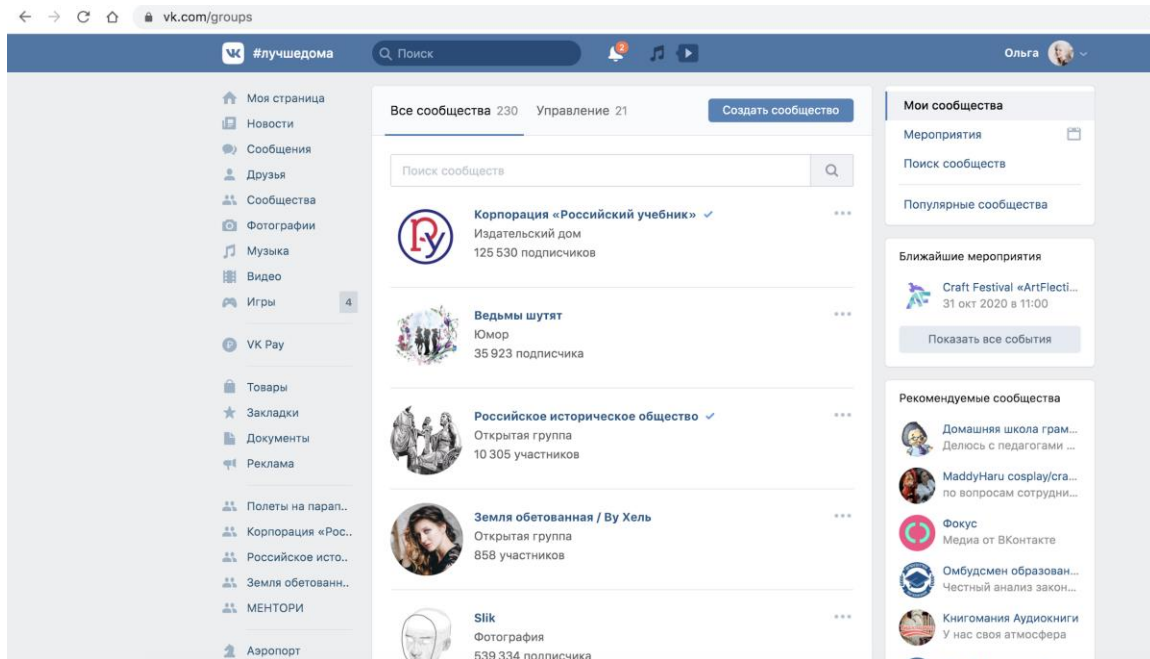 vk.com/groups
#лучшедома
Поиск
2
Ольга
Моя страница
Новости
Сообщения
Друзья
Сообщества
Фотографии
Музыка
Видео
Игры 4
VK Pay
Товары
Закладки
Документы
Реклама
Полеты на парап..
Корпорация «Рос..
Российское исто..
Земля обетованн..
МЕНТОРИ
Аэропорт
Все сообщества 230 Управление 21
Создать сообщество
Поиск сообществ
Корпорация «Российский учебник»
Издательский дом
125 530 подписчиков
Ведьмы шутят
Юмор
35 923 подписчика
Российское историческое общество
Открытая группа
10 305 участников
Земля обетованная / By Хель
Открытая группа
858 участников
Slik
Фотография
539 334 подписчика
Мои сообщества
Мероприятия
Поиск сообществ
Популярные сообщества
Ближайшие мероприятия
Craft Festival «ArtFlecti...
31 окт 2020 в 11:00
Показать все события
Рекомендуемые сообщества
Домашняя школа грам...
Делюсь с педагогами ...
MaddyHaru cosplay/cra...
по вопросам сотрудни...
Фокус
Медиа от ВКонтакте
Омбудсмен образован...
Честный анализ закон...
Книгомания Аудиокниги
У нас своя атмосфера